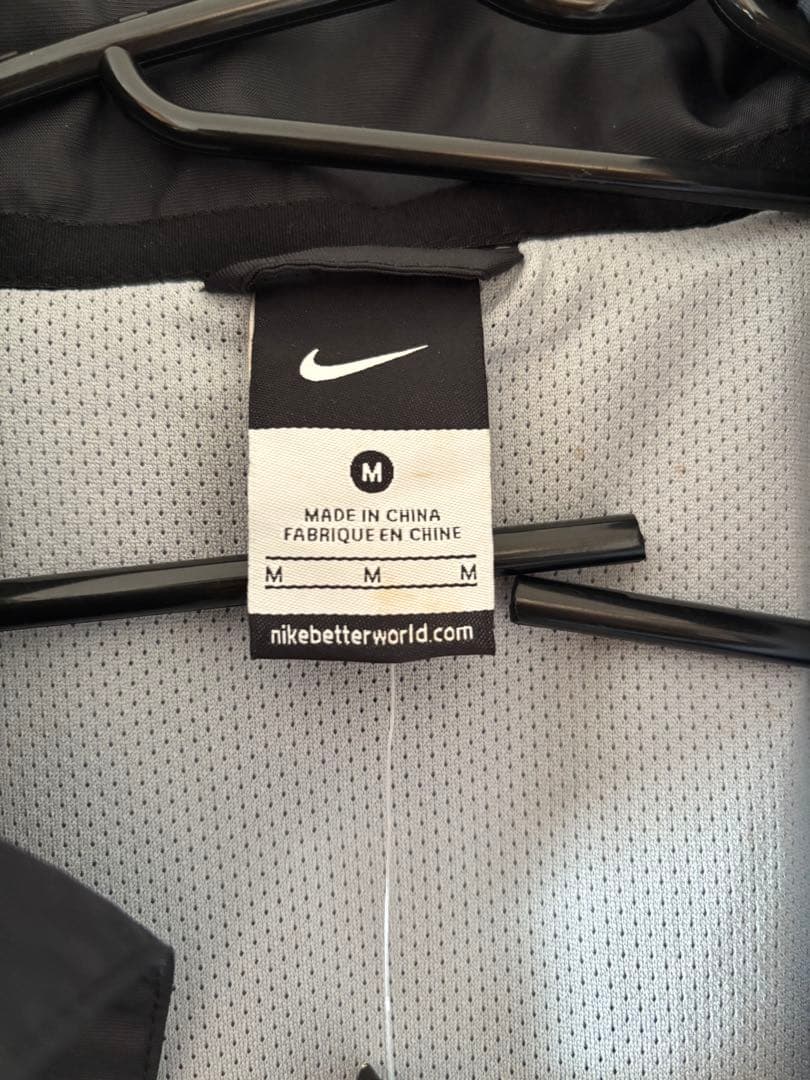 M
MADE IN CHINA
FABRIQUE EN CHINE
M M M
nikebetterworld.com